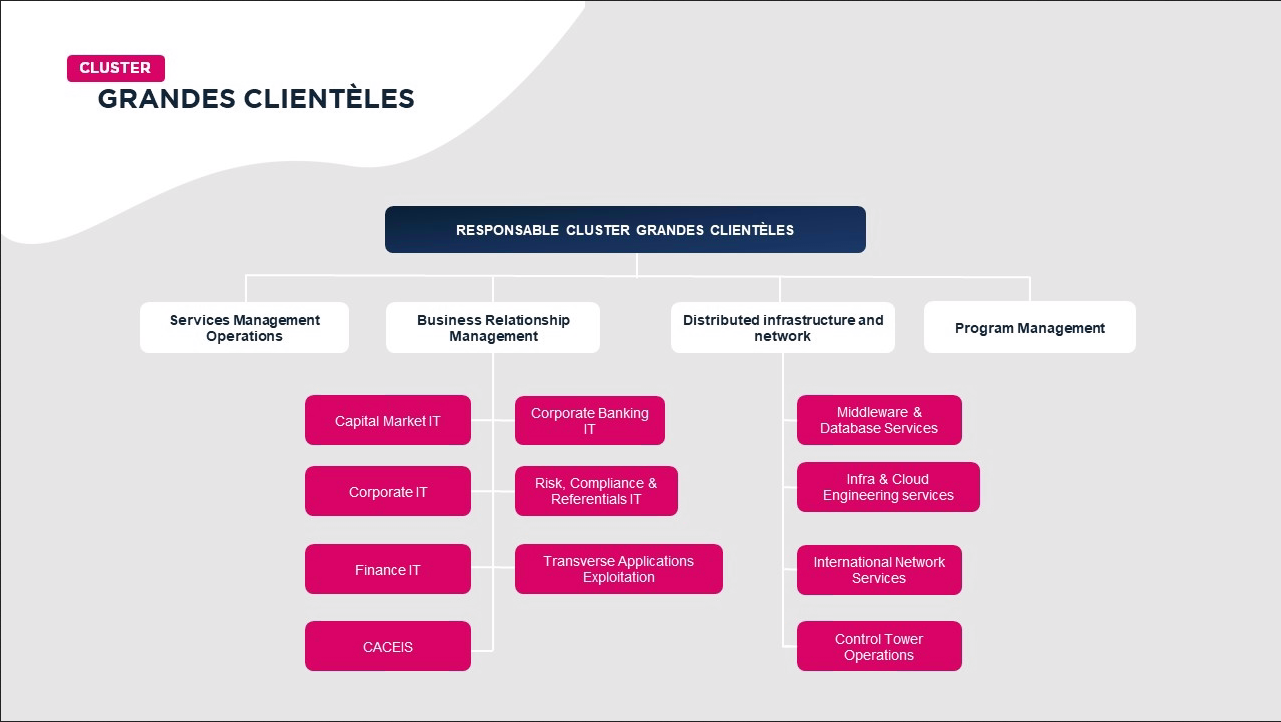 CLUSTER
GRANDES CLIENTÈLES
RESPONSABLE CLUSTER GRANDES CLIENTÈLES
Services Management
Operations
Business Relationship
Management
Distributed infrastructure and
network
Program Management
Capital Market IT
Corporate Banking
IT
Middleware &
Database Services
Corporate IT
Risk, Compliance &
Referentials IT
Infra & Cloud
Engineering services
Finance IT
Transverse Applications
Exploitation
International Network
Services
CACEIS
Control Tower
Operations